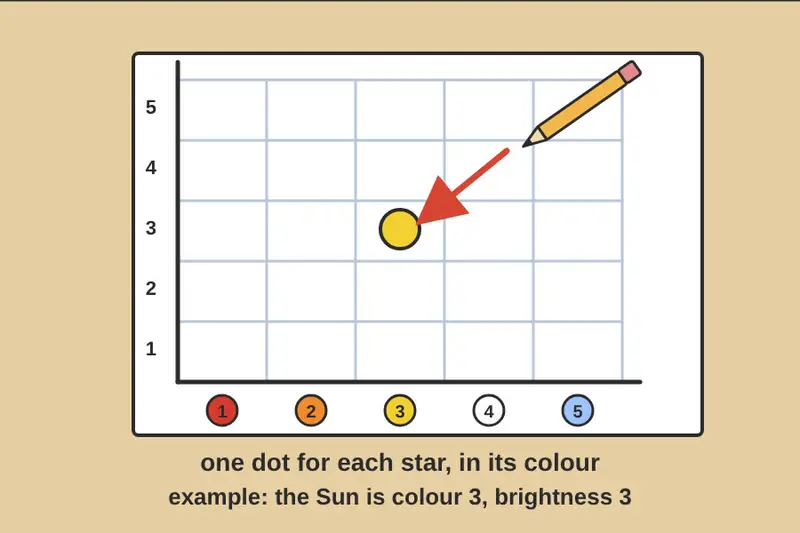 5
4
3
2
1
1 2 3 4 5
one dot for each star, in its colour
example: the Sun is colour 3, brightness 3